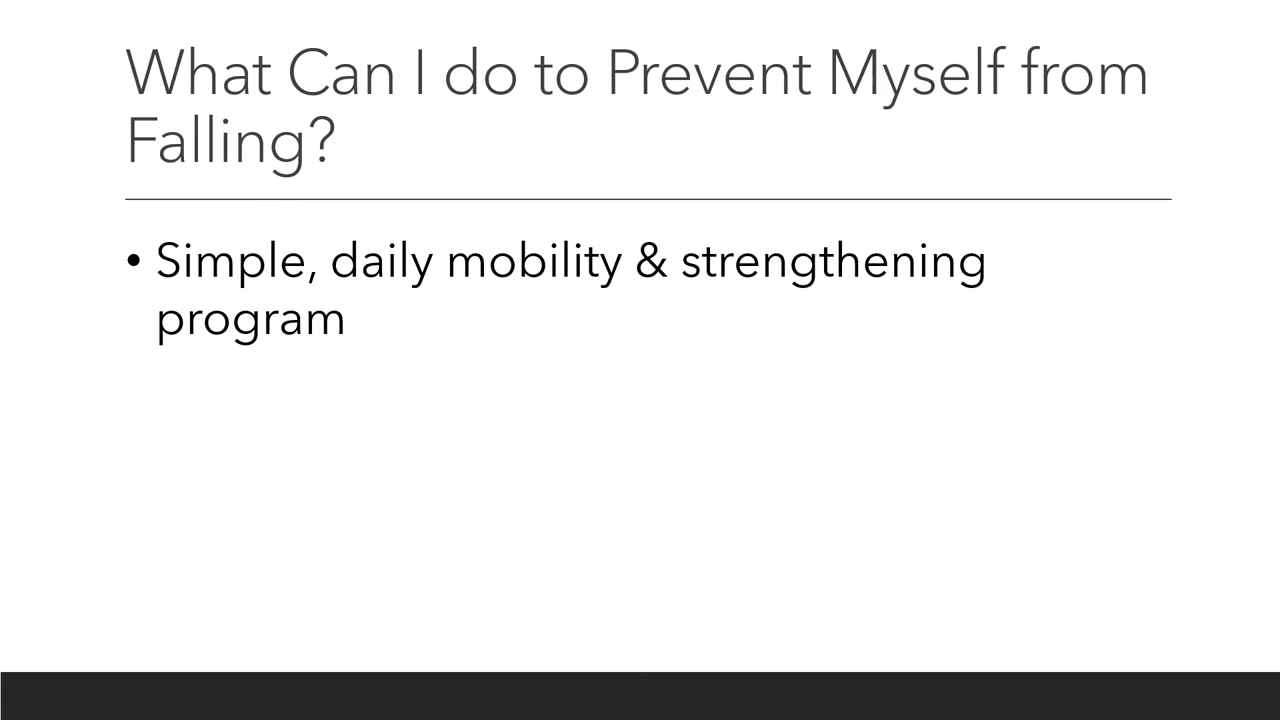 What Can I do to Prevent Myself from
Falling?
• Simple, daily mobility & strengthening
program